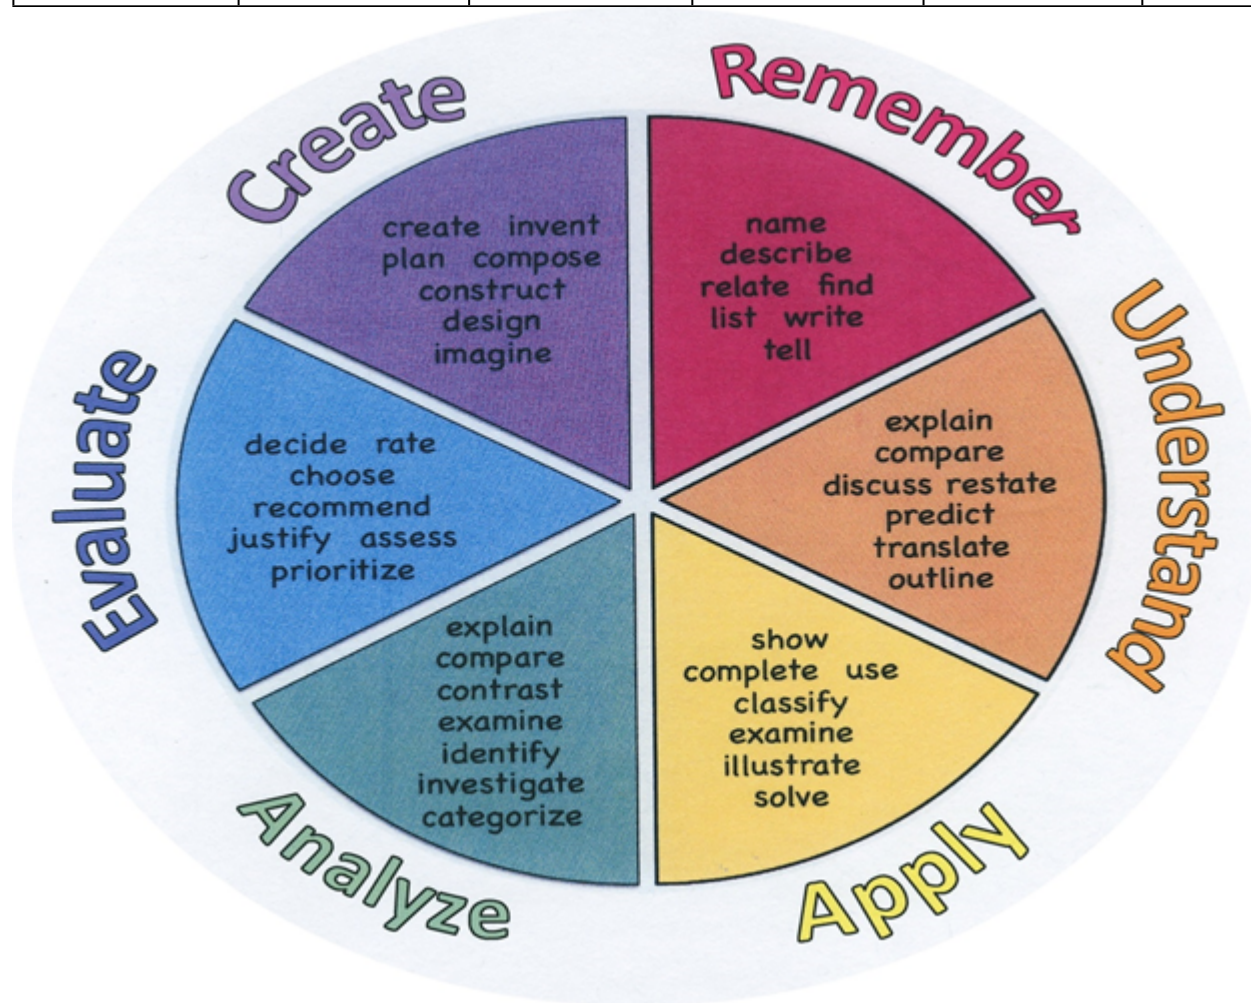 Remember
name
describe
relate find
list write
tell
Understand
explain
compare
discuss restate
predict
translate
outline
Apply
show
complete use
classify
examine
illustrate
solve
Analyze
explain
compare
contrast
examine
identify
investigate
categorize
Evaluate
decide rate
choose
recommend
justify assess
prioritize
Create
create invent
plan compose
construct
design
imagine